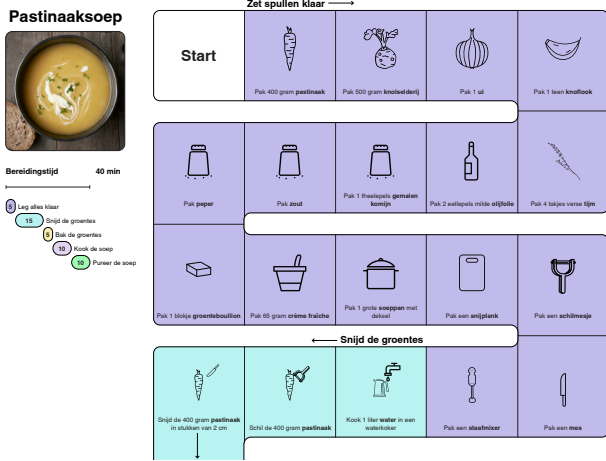 Pastinaaksoep
Zet spullen klaar
Start
Pak 400 gram pastinaak
Pak 500 gram knolselderij
Pak 1 ui
Pak 1 teen knoflook
Bereidingstijd 40 min
5 Leg alles klaar
15 Snijd de groentes
5 Bak de groentes
10 Kook de soep
10 Pureer de soep
Pak peper
Pak zout
Pak 1 theelepels gemalen
komijn
Pak 2 eetlepels milde olijfolie
Pak 4 takjes verse tijm
Pak 1 blokje groentebouillon
Pak 65 gram crème fraîche
Pak 1 grote soeppan met
deksel
Pak een snijplank
Pak een schilmesje
Snijd de groentes
Snijd de 400 gram pastinaak
in stukken van 2 cm
Schil de 400 gram pastinaak
Kook 1 liter water in een
waterkoker
Pak een staafmixer
Pak een mes